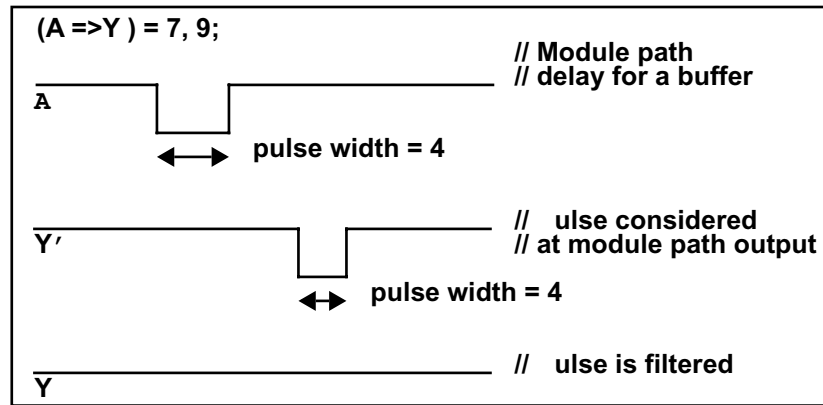 (A =>Y ) = 7, 9;
// Module path
// delay for a buffer
A
pulse width = 4
Y′
// ulse considered
// at module path output
pulse width = 4
Y
// ulse is filtered